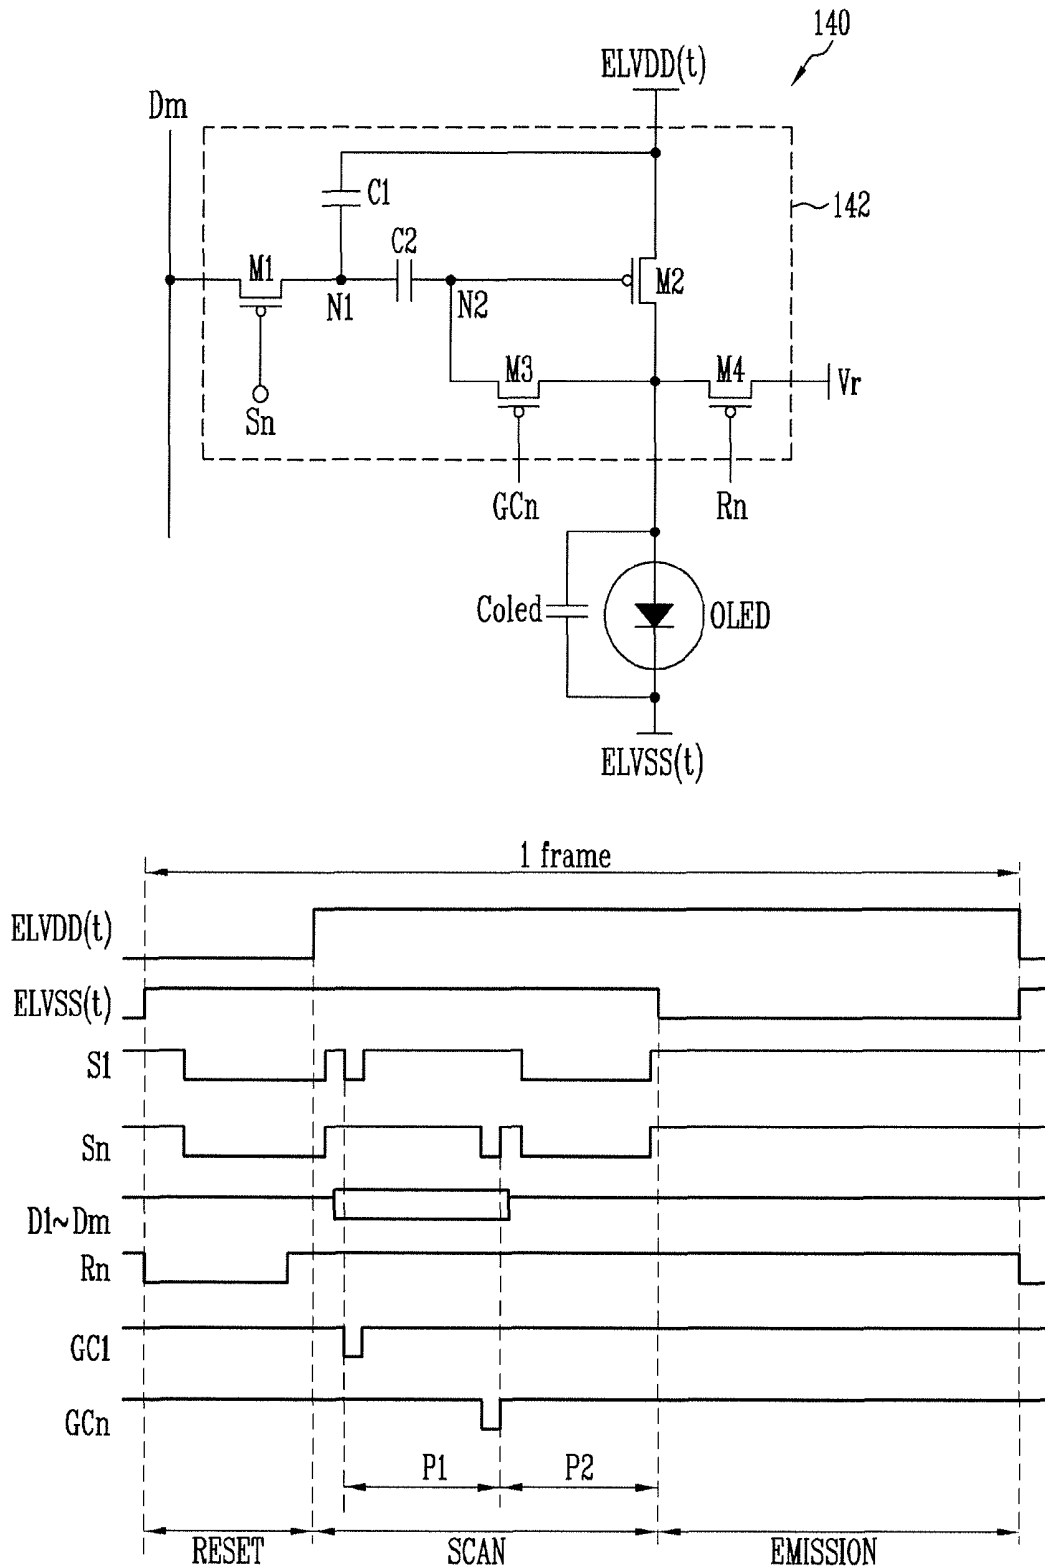 140
ELVDD(t)
Dm
C1
142
C2
M1
N1
N2
M2
M3
M4
Vr
Sn
GCn
Rn
Coled
OLED
ELVSS(t)
1 frame
ELVDD(t)
ELVSS(t)
S1
Sn
D1~Dm
Rn
GC1
GCn
P1 P2
RESET SCAN EMISSION